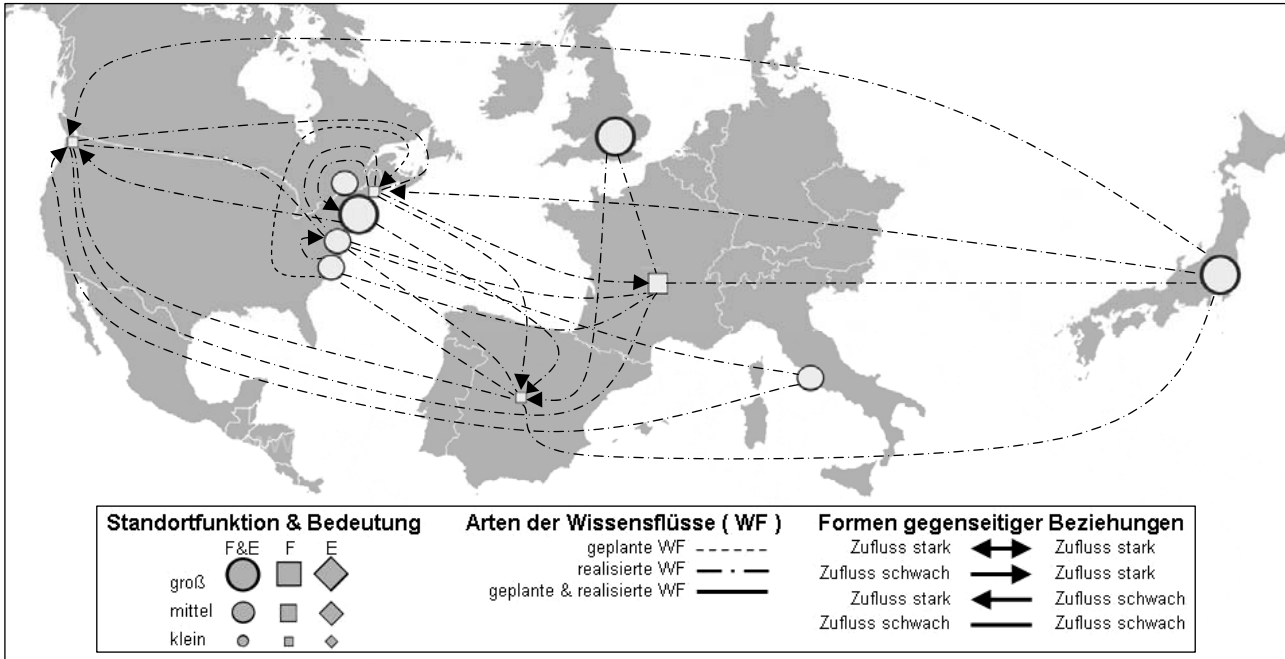 Standortfunktion & Bedeutung
F&E F E
groß
mittel
klein
Arten der Wissensflüsse ( WF )
geplante WF
realisierte WF
geplante & realisierte WF
Formen gegenseitiger Beziehungen
Zufluss stark Zufluss stark
Zufluss schwach Zufluss stark
Zufluss stark Zufluss schwach
Zufluss schwach Zufluss schwach